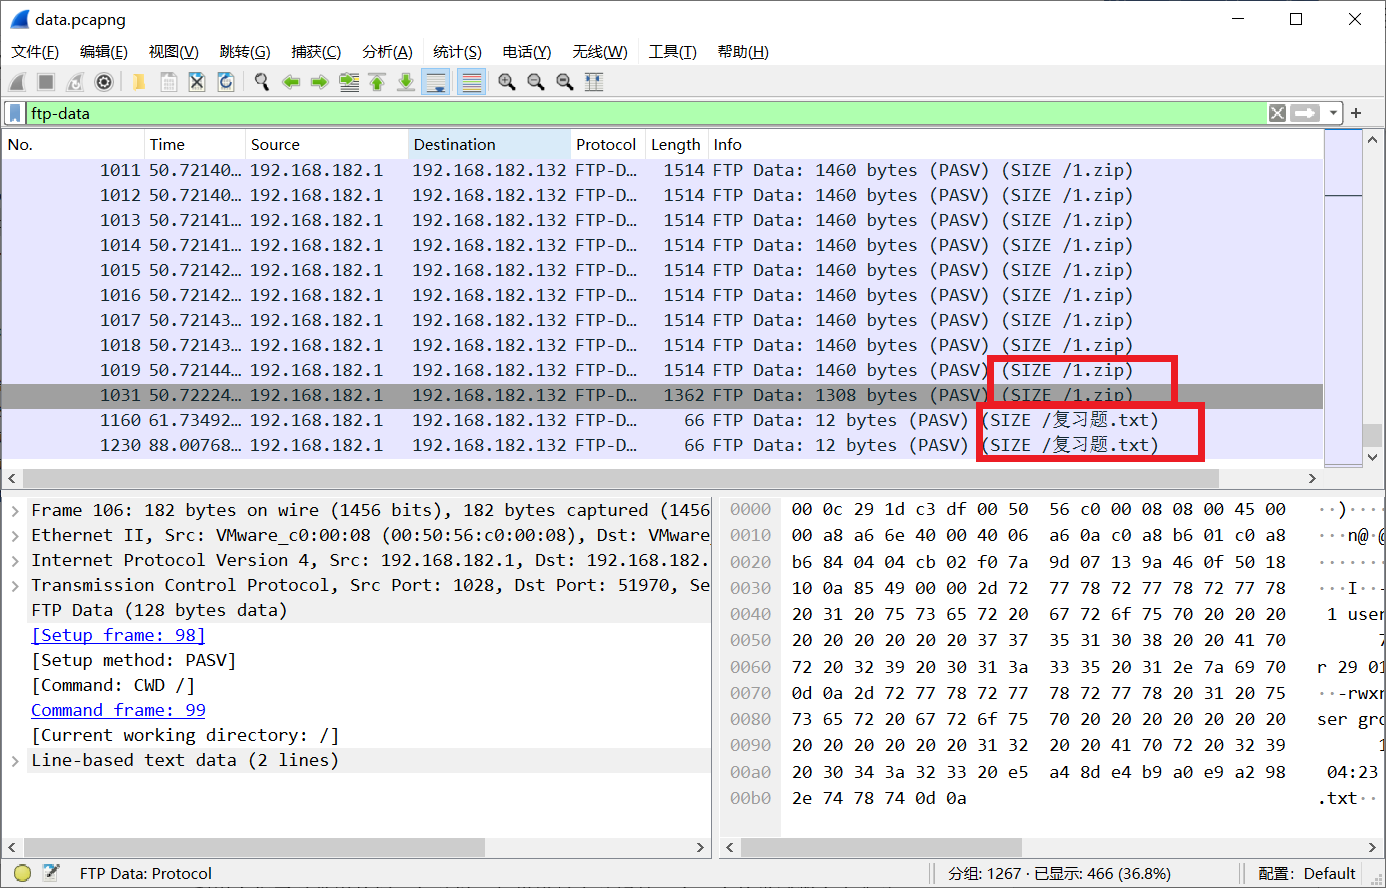 data.pcapng
文件(F) 编辑(E) 视图(V) 跳转(G) 捕获(C) 分析(A) 统计(S) 电话(Y) 无线(W) 工具(T) 帮助(H)
ftp-data
No. Time Source Destination Protocol Length Info
1011 50.72140… 192.168.182.1 192.168.182.132 FTP-D… 1514 FTP Data: 1460 bytes (PASV) (SIZE /1.zip)
1012 50.72140… 192.168.182.1 192.168.182.132 FTP-D… 1514 FTP Data: 1460 bytes (PASV) (SIZE /1.zip)
1013 50.72141… 192.168.182.1 192.168.182.132 FTP-D… 1514 FTP Data: 1460 bytes (PASV) (SIZE /1.zip)
1014 50.72141… 192.168.182.1 192.168.182.132 FTP-D… 1514 FTP Data: 1460 bytes (PASV) (SIZE /1.zip)
1015 50.72142… 192.168.182.1 192.168.182.132 FTP-D… 1514 FTP Data: 1460 bytes (PASV) (SIZE /1.zip)
1016 50.72142… 192.168.182.1 192.168.182.132 FTP-D… 1514 FTP Data: 1460 bytes (PASV) (SIZE /1.zip)
1017 50.72143… 192.168.182.1 192.168.182.132 FTP-D… 1514 FTP Data: 1460 bytes (PASV) (SIZE /1.zip)
1018 50.72143… 192.168.182.1 192.168.182.132 FTP-D… 1514 FTP Data: 1460 bytes (PASV) (SIZE /1.zip)
1019 50.72144… 192.168.182.1 192.168.182.132 FTP-D… 1514 FTP Data: 1460 bytes (PASV) (SIZE /1.zip)
1031 50.72224… 192.168.182.1 192.168.182.132 FTP-D… 1362 FTP Data: 1308 bytes (PASV) (SIZE /1.zip)
1160 61.73492… 192.168.182.1 192.168.182.132 FTP-D… 66 FTP Data: 12 bytes (PASV) (SIZE /复习题.txt)
1230 88.00768… 192.168.182.1 192.168.182.132 FTP-D… 66 FTP Data: 12 bytes (PASV) (SIZE /复习题.txt)
Frame 106: 182 bytes on wire (1456 bits), 182 bytes captured (1456
Ethernet II, Src: VMware_c0:00:08 (00:50:56:c0:00:08), Dst: VMware_
Internet Protocol Version 4, Src: 192.168.182.1, Dst: 192.168.182.
Transmission Control Protocol, Src Port: 1028, Dst Port: 51970, Se
FTP Data (128 bytes data)
[Setup frame: 98]
[Setup method: PASV]
[Command: CWD /]
Command frame: 99
[Current working directory: /]
Line-based text data (2 lines)
0000 00 0c 29 1d c3 df 00 50 56 c0 00 08 08 00 45 00 ··)····
0010 00 a8 a6 6e 40 00 40 06 a6 0a c0 a8 b6 01 c0 a8 ···n@·@
0020 b6 84 04 04 cb 02 f0 7a 9d 07 13 9a 46 0f 50 18 ·······
0030 10 0a 85 49 00 00 2d 72 77 78 72 77 78 72 77 78 ···I··-
0040 20 31 20 75 73 65 72 20 67 72 6f 75 70 20 20 20 1 user
0050 20 20 20 20 20 20 37 37 35 31 30 38 20 20 41 70 7
0060 72 20 32 39 20 30 31 3a 33 35 20 31 2e 7a 69 70 r 29 01
0070 0d 0a 2d 72 77 78 72 77 78 72 77 78 20 31 20 75 ··-rwxr
0080 73 65 72 20 67 72 6f 75 70 20 20 20 20 20 20 20 ser gro
0090 20 20 20 20 20 20 31 32 20 20 41 70 72 20 32 39 1
00a0 20 30 34 3a 32 33 20 e5 a4 8d e4 b9 a0 e9 a2 98 04:23
00b0 2e 74 78 74 0d 0a .txt··
FTP Data: Protocol 分组: 1267 · 已显示: 466 (36.8%) 配置: Default